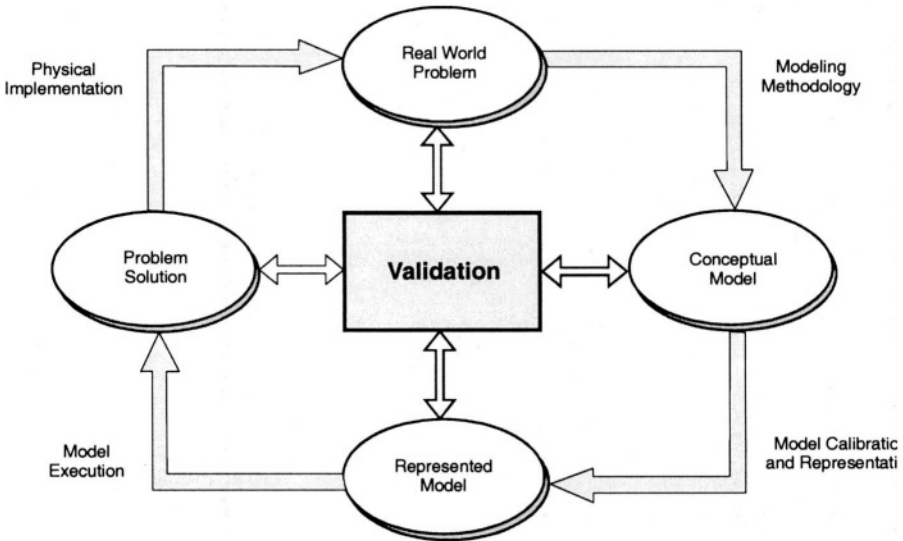 Real World
Problem
Physical
Implementation
Modeling
Methodology
Problem
Solution
Validation
Conceptual
Model
Model
Execution
Represented
Model
Model Calibratic
and Representati